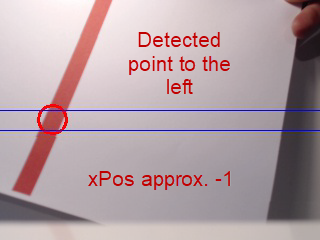 Detected
point to the
left
xPos approx. -1